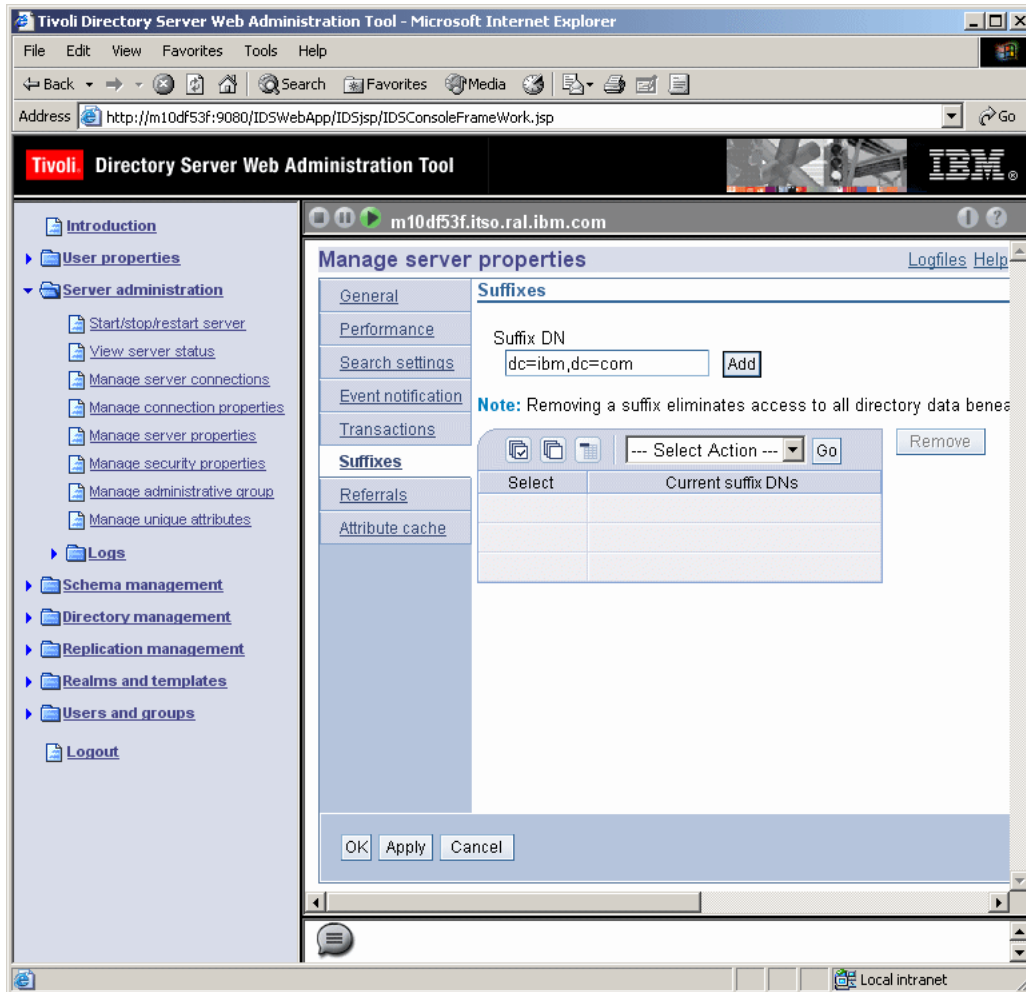 Tivoli Directory Server Web Administration Tool - Microsoft Internet Explorer
File Edit View Favorites Tools Help
Back Search Favorites Media
Address http://m10df53f:9080/IDSWebApp/IDSjsp/IDSConsoleFrameWork.jsp Go
Tivoli. Directory Server Web Administration Tool IBM®
m10df53f.itso.ral.ibm.com
Introduction
User properties
Server administration
Start/stop/restart server
View server status
Manage server connections
Manage connection properties
Manage server properties
Manage security properties
Manage administrative group
Manage unique attributes
Logs
Schema management
Directory management
Replication management
Realms and templates
Users and groups
Logout
Manage server properties Logfiles Help
General
Performance
Search settings
Event notification
Transactions
Suffixes
Referrals
Attribute cache
Suffixes
Suffix DN
dc=ibm,dc=com Add
Note: Removing a suffix eliminates access to all directory data benea
--- Select Action --- Go Remove
Select Current suffix DNs
OK Apply Cancel
Local intranet